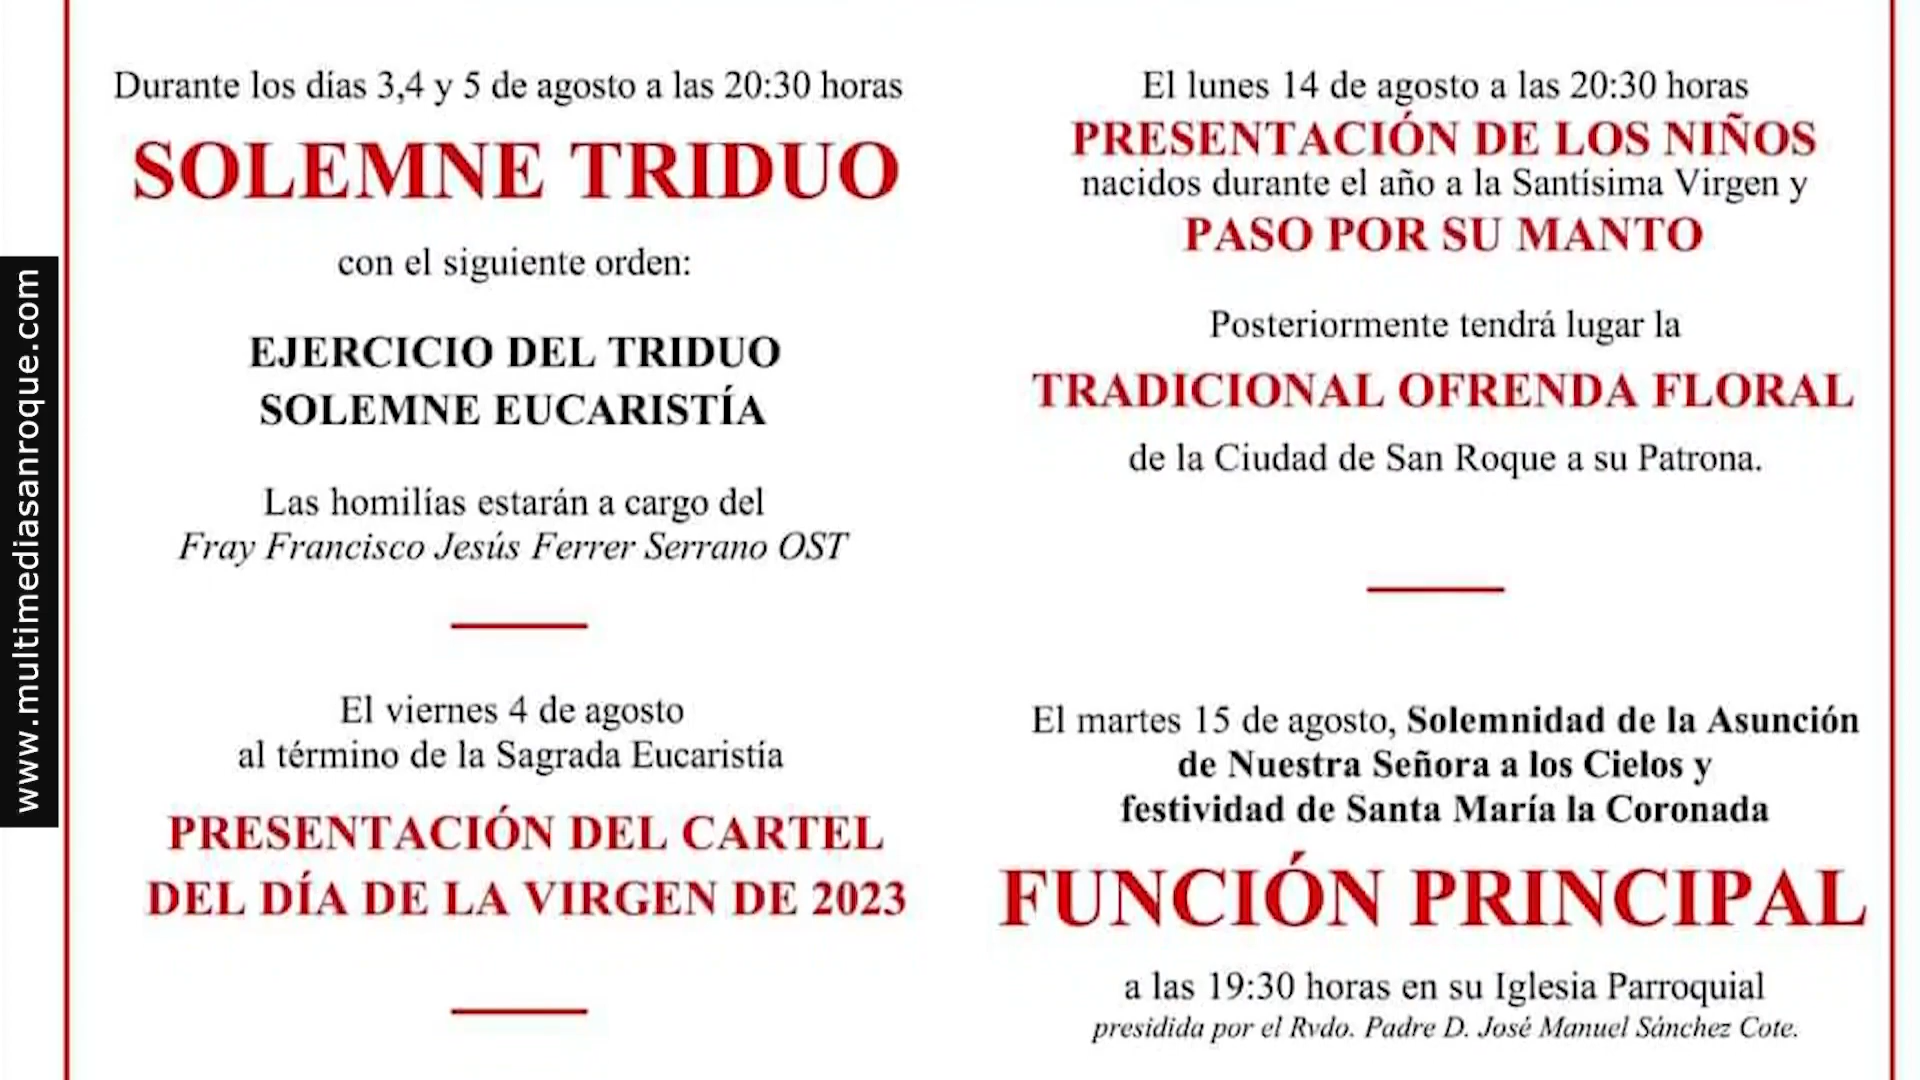 Durante los días 3,4 y 5 de agosto a las 20:30 horas
SOLEMNE TRIDUO
con el siguiente orden:
EJERCICIO DEL TRIDUO
SOLEMNE EUCARISTÍA
Las homilías estarán a cargo del
Fray Francisco Jesús Ferrer Serrano OST
El viernes 4 de agosto
al término de la Sagrada Eucaristía
PRESENTACIÓN DEL CARTEL
DEL DÍA DE LA VIRGEN DE 2023
El lunes 14 de agosto a las 20:30 horas
PRESENTACIÓN DE LOS NIÑOS
nacidos durante el año a la Santísima Virgen y
PASO POR SU MANTO
Posteriormente tendrá lugar la
TRADICIONAL OFRENDA FLORAL
de la Ciudad de San Roque a su Patrona.
El martes 15 de agosto, Solemnidad de la Asunción
de Nuestra Señora a los Cielos y
festividad de Santa María la Coronada
FUNCIÓN PRINCIPAL
a las 19:30 horas en su Iglesia Parroquial
presidida por el Rvdo. Padre D. José Manuel Sánchez Cote.
www.multimediasanroque.com